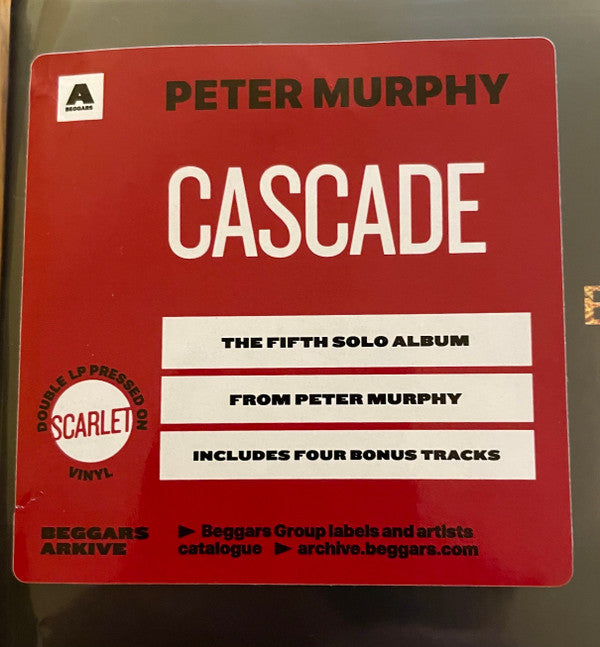 A
BEGGARS
PETER MURPHY
CASCADE
THE FIFTH SOLO ALBUM
FROM PETER MURPHY
INCLUDES FOUR BONUS TRACKS
DOUBLE LP PRESSED ON
SCARLET
VINYL
BEGGARS
ARKIVE
► Beggars Group labels and artists
catalogue ► archive.beggars.com